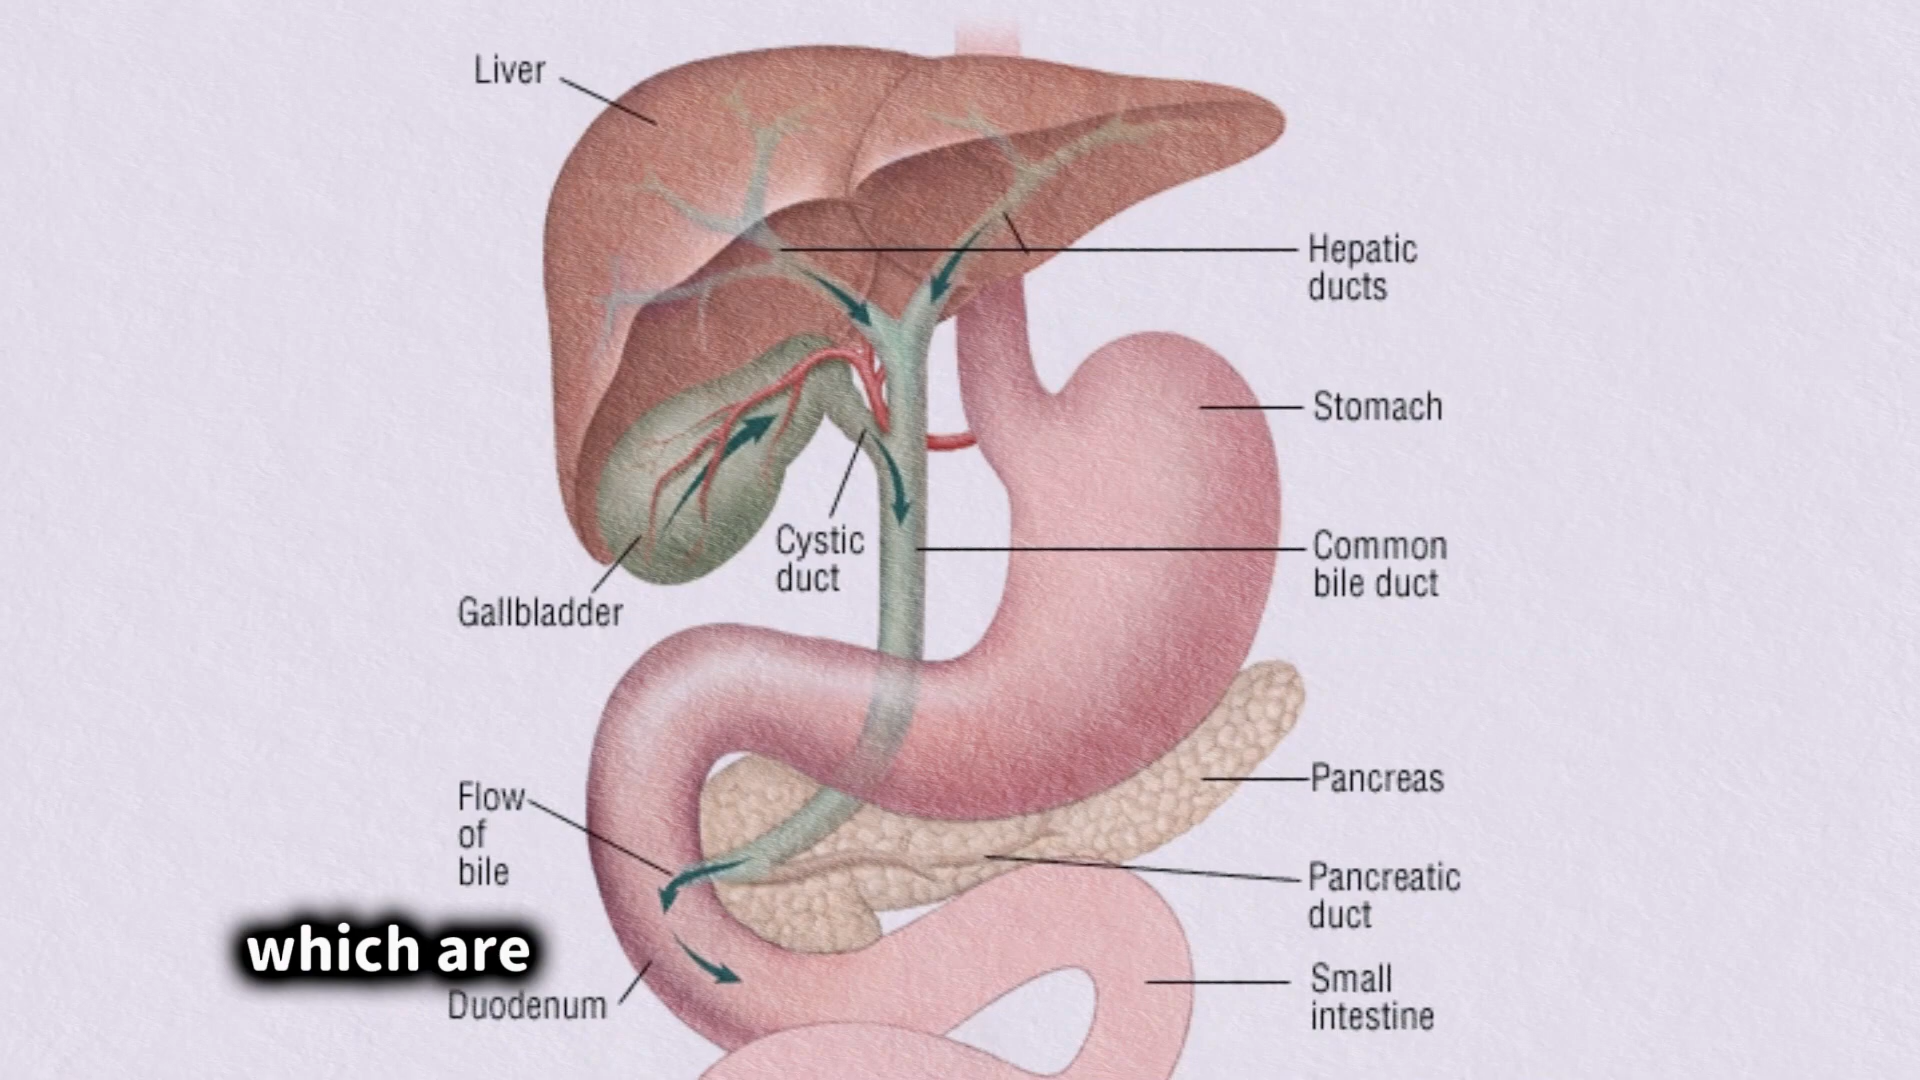 Liver
Hepatic
ducts
Stomach
Cystic
duct
Common
bile duct
Gallbladder
Pancreas
Flow
of
bile
Pancreatic
duct
which are
Small
intestine
Duodenum